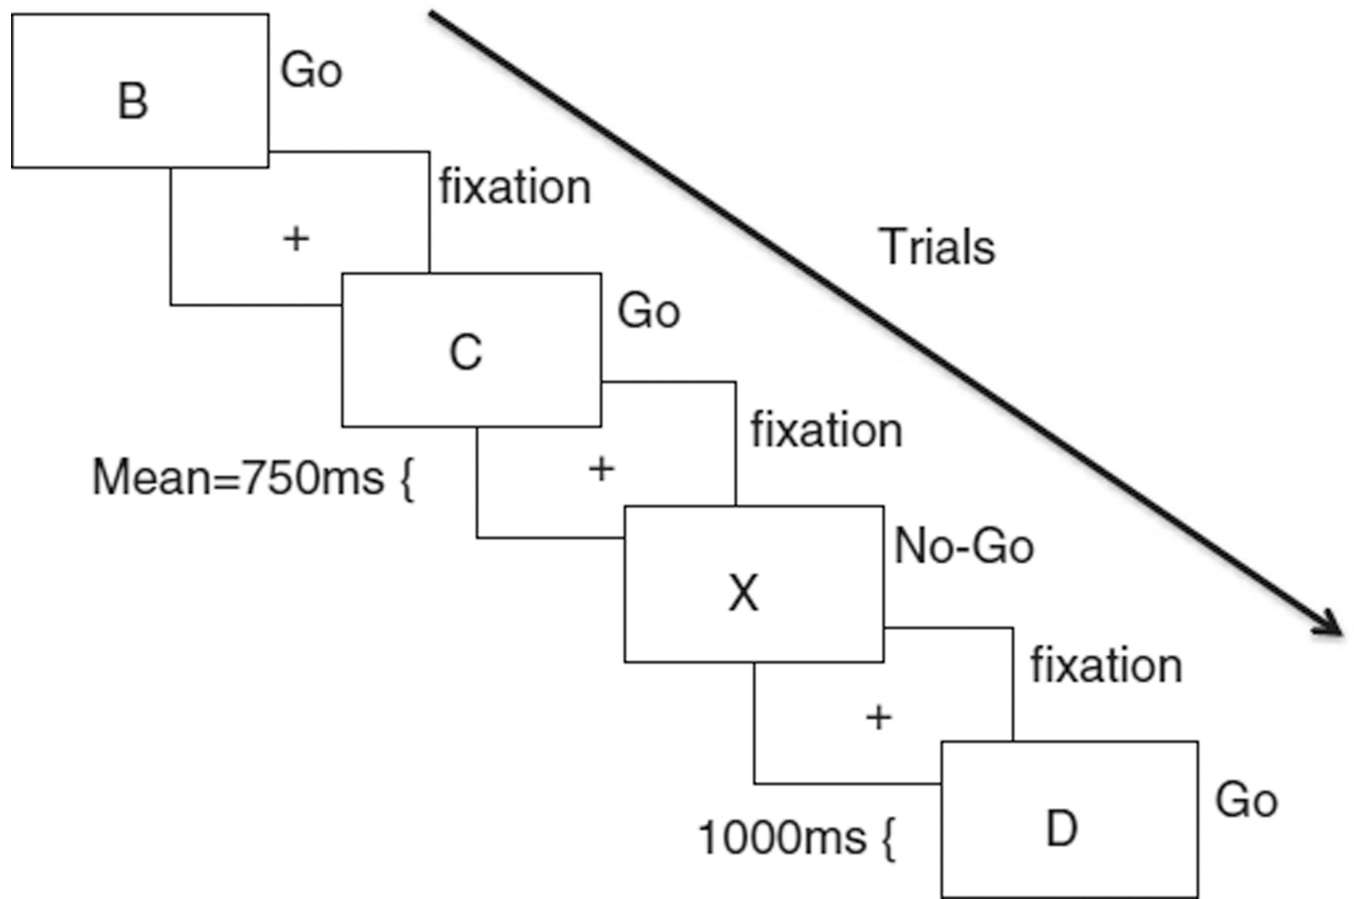 B
Go
fixation
+
Trials
C
Go
fixation
Mean=750ms {
+
X
No-Go
fixation
+
1000ms {
D
Go